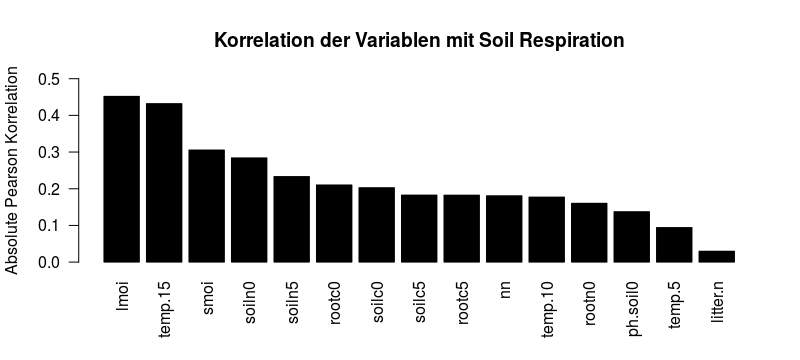 Korrelation der Variablen mit Soil Respiration
Absolute Pearson Korrelation
0.5
0.4
0.3
0.2
0.1
0.0
lmoi
temp.15
smoi
soiln0
soiln5
rootc0
soilc0
soilc5
rootc5
nn
temp.10
rootn0
ph.soil0
temp.5
litter.n